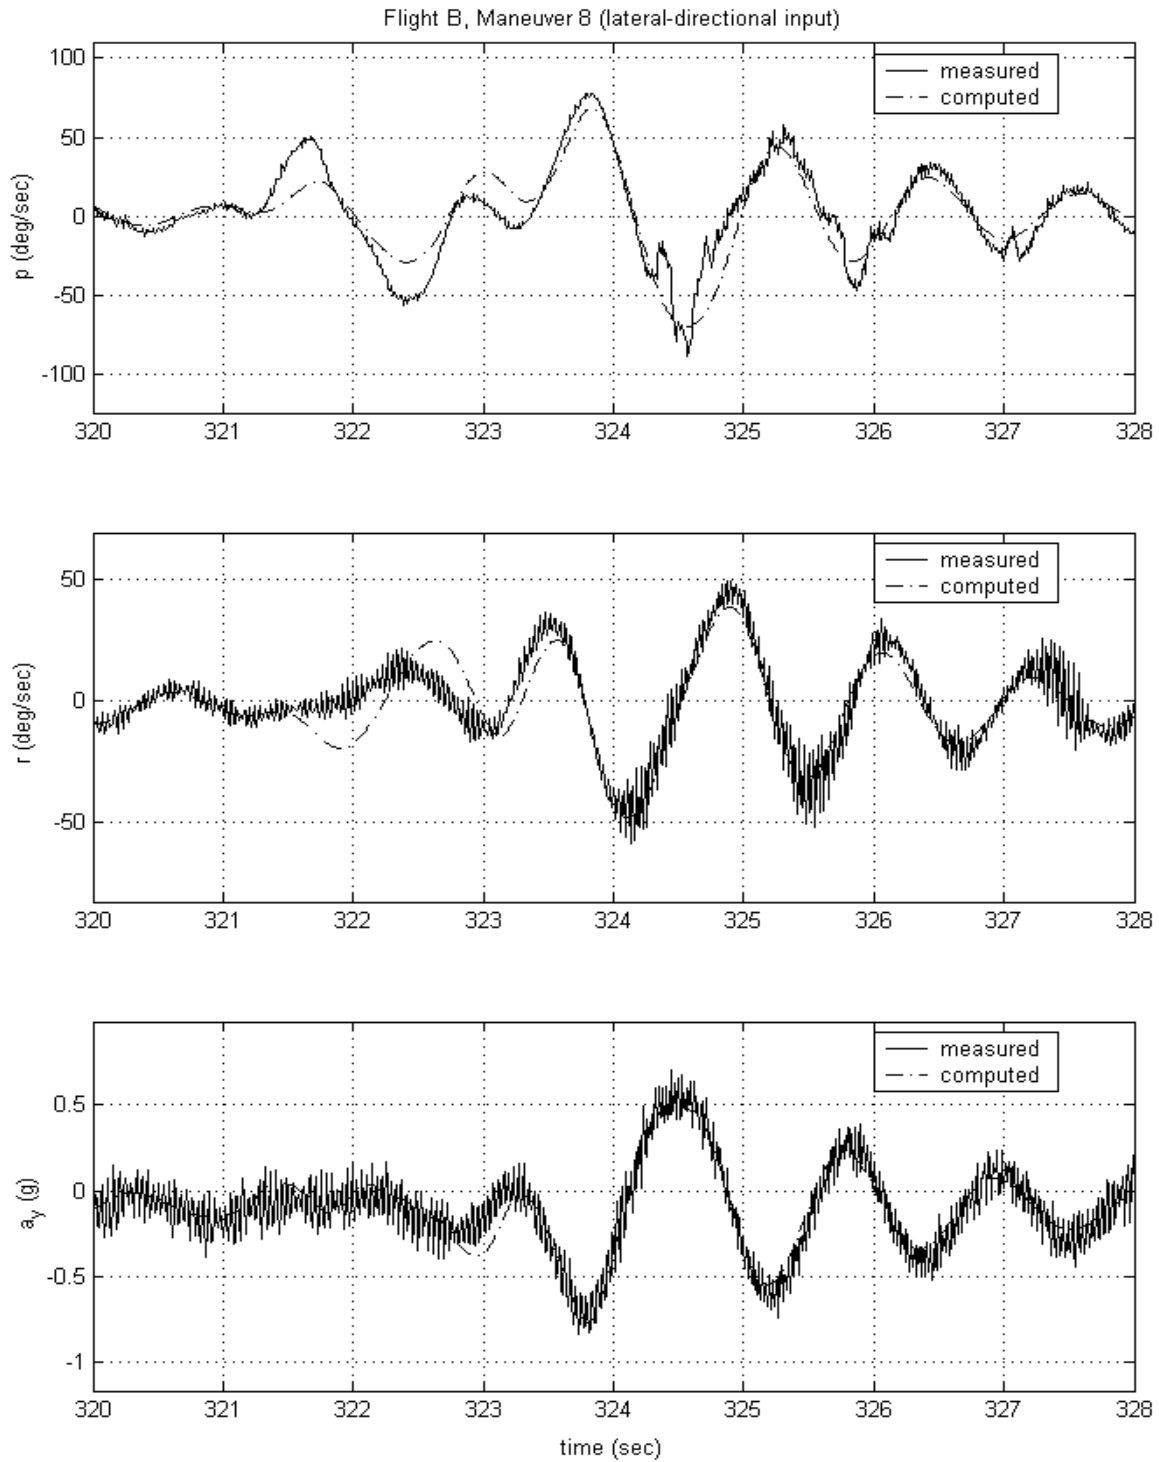 Flight B, Maneuver 8 (lateral-directional input)
100
50
0
-50
-100
p (deg/sec)
measured
computed
320 321 322 323 324 325 326 327 328
50
0
-50
r (deg/sec)
measured
computed
320 321 322 323 324 325 326 327 328
0.5
0
-0.5
-1
a_y (g)
measured
computed
320 321 322 323 324 325 326 327 328
time (sec)